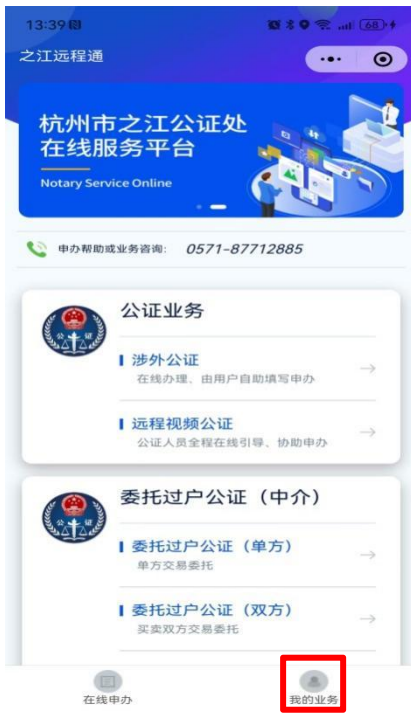 13:39 68
之江远程通
杭州市之江公证处
在线服务平台
Notary Service Online
申办帮助或业务咨询: 0571-87712885
公证业务
涉外公证
在线办理、由用户自助填写申办
远程视频公证
公证人员全程在线引导、协助申办
委托过户公证（中介）
委托过户公证（单方）
单方交易委托
委托过户公证（双方）
买卖双方交易委托
在线申办 我的业务